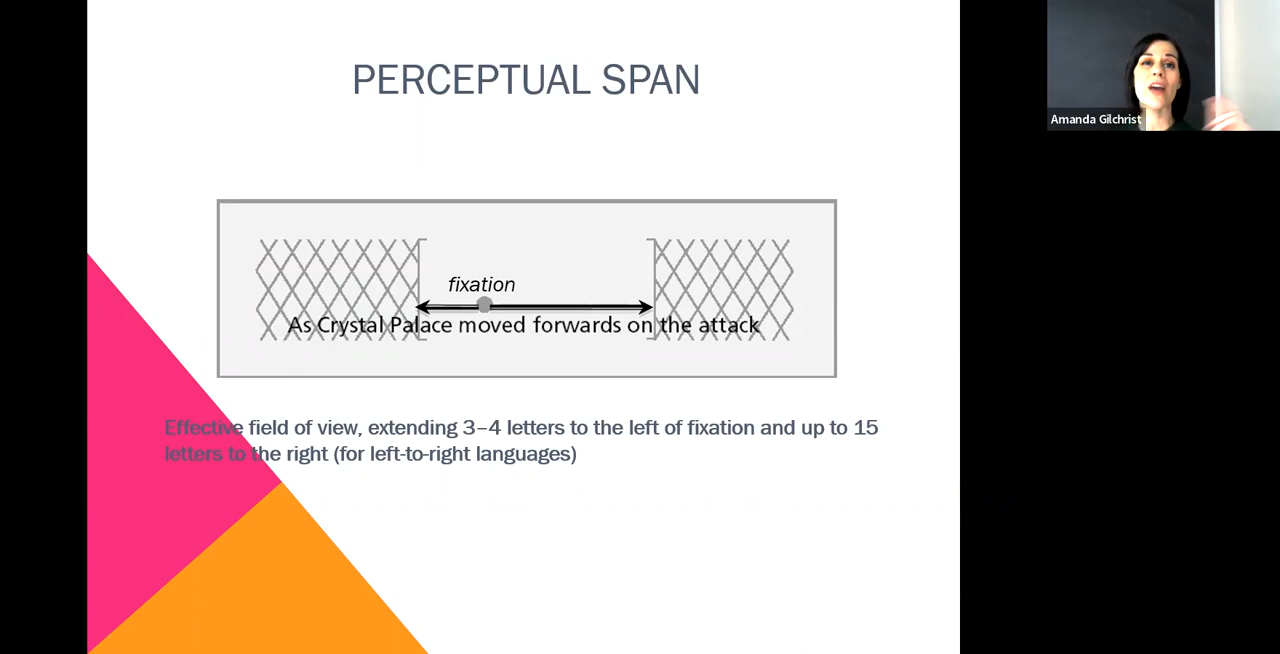 PERCEPTUAL SPAN
Amanda Gilchrist
fixation
As Crystal Palace moved forwards on the attack
Effective field of view, extending 3–4 letters to the left of fixation and up to 15
letters to the right (for left-to-right languages)